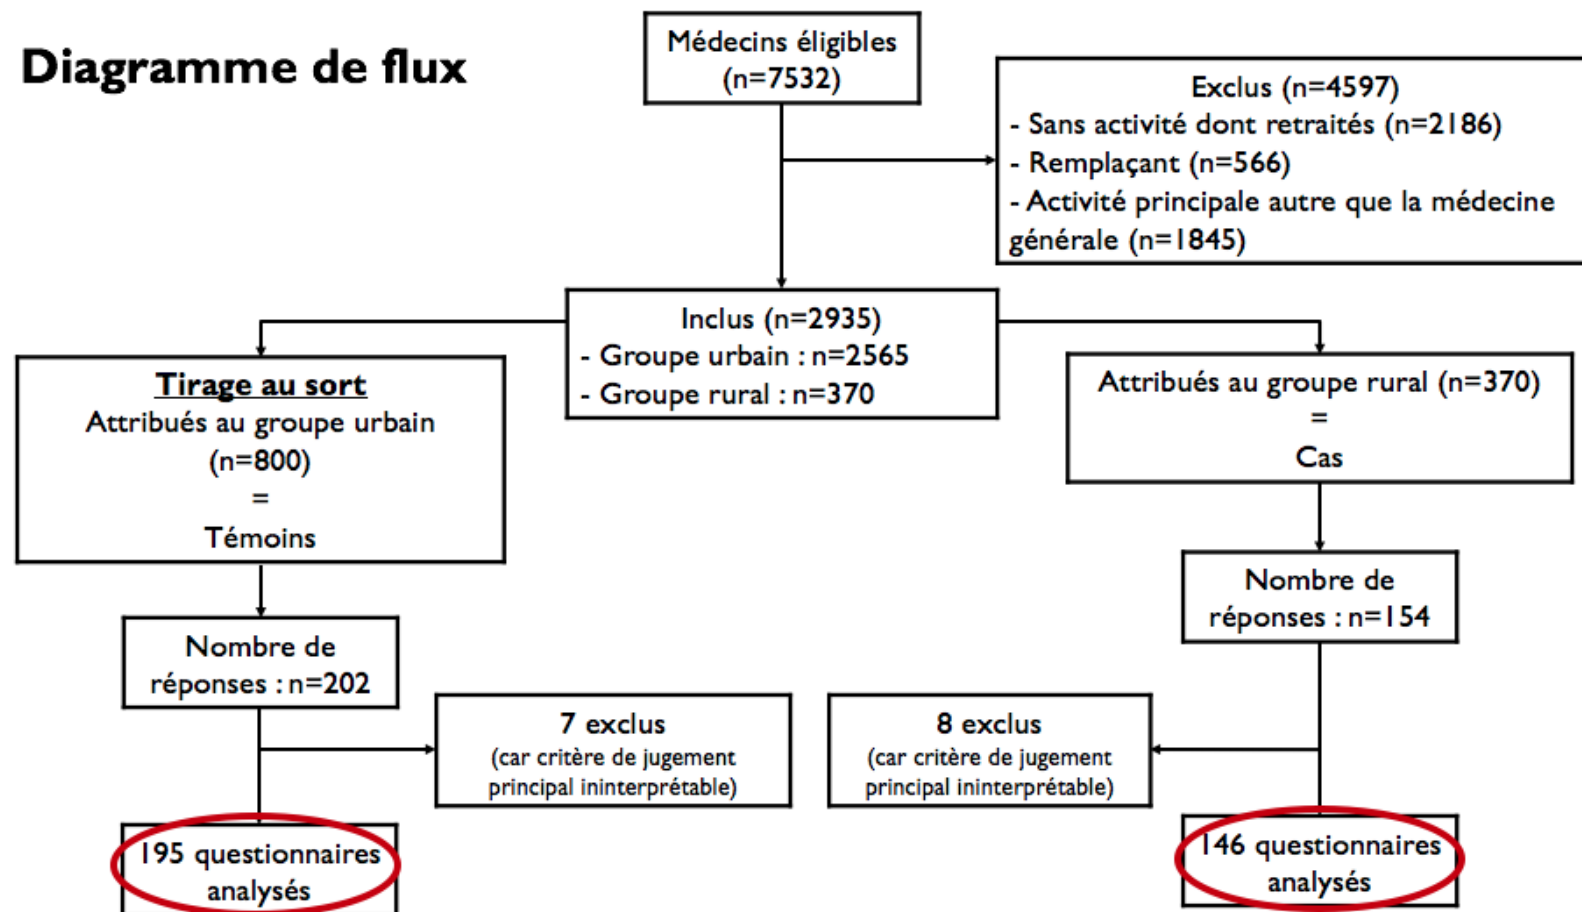 Diagramme de flux
Médecins éligibles
(n=7532)
Exclus (n=4597)
- Sans activité dont retraités (n=2186)
- Remplaçant (n=566)
- Activité principale autre que la médecine
générale (n=1845)
Inclus (n=2935)
- Groupe urbain : n=2565
- Groupe rural : n=370
Tirage au sort
Attribués au groupe urbain
(n=800)
=
Témoins
Attribués au groupe rural (n=370)
=
Cas
Nombre de
réponses : n=202
Nombre de
réponses : n=154
7 exclus
(car critère de jugement
principal ininterprétable)
8 exclus
(car critère de jugement
principal ininterprétable)
195 questionnaires
analysés
146 questionnaires
analysés